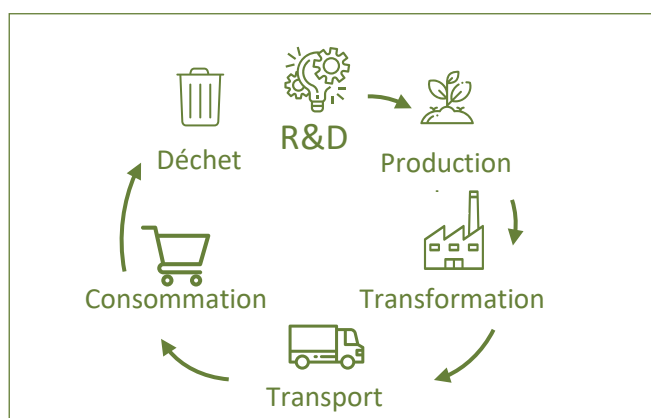 R&D
Production
Transformation
Transport
Consommation
Déchet